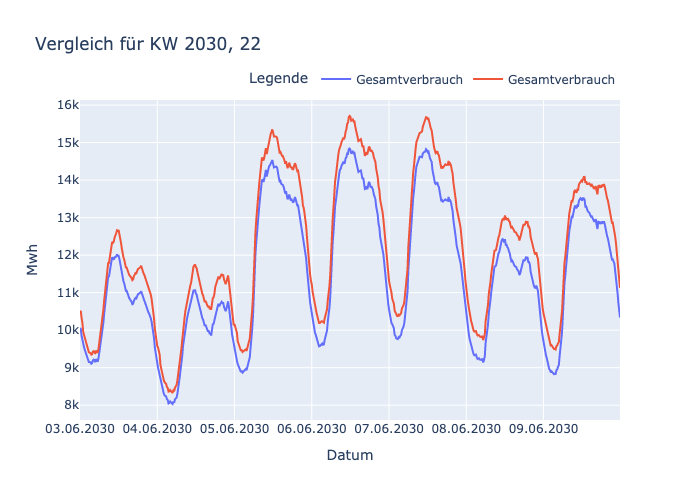 Vergleich für KW 2030, 22
Legende Gesamtverbrauch Gesamtverbrauch
16k
15k
14k
13k
12k
11k
10k
9k
8k
Mwh
03.06.2030 04.06.2030 05.06.2030 06.06.2030 07.06.2030 08.06.2030 09.06.2030
Datum